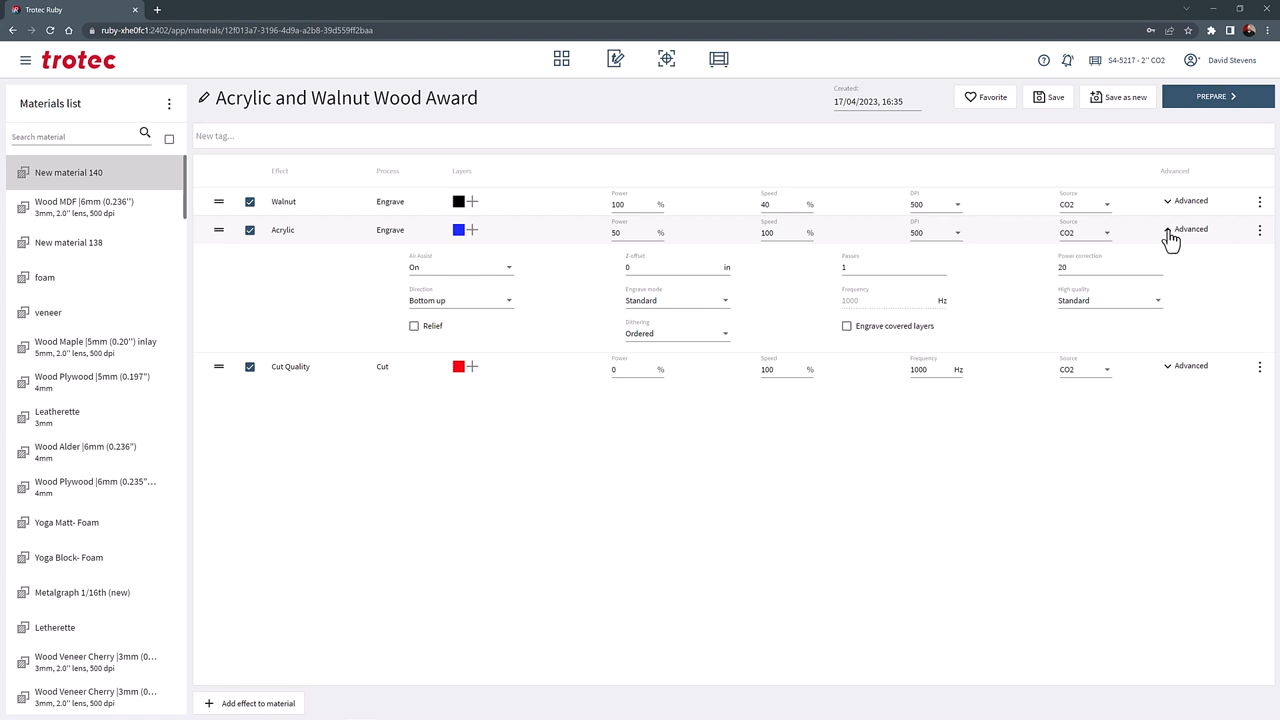 Trotec Ruby
ruby-xhe0fc1:2402/app/materials/12f013a7-3196-4d9a-a2b8-39d559ff2baa
trotec
S4-5217 - 2'' CO2
David Stevens
Materials list
Search material
New material 140
Wood MDF |6mm (0.236'')
3mm, 2.0'' lens, 500 dpi
New material 138
foam
veneer
Wood Maple |5mm (0.20'') inlay
5mm, 2.0'' lens, 500 dpi
Wood Plywood |5mm (0.197")
4mm
Leatherette
3mm
Wood Alder |6mm (0.236")
4mm
Wood Plywood |6mm (0.235"...
4mm
Yoga Matt- Foam
Yoga Block- Foam
Metalgraph 1/16th (new)
Letherette
Wood Veneer Cherry |3mm (0...
3mm, 2.0'' lens, 500 dpi
Wood Veneer Cherry |3mm (0...
3mm, 2.0'' lens, 500 dpi
Acrylic and Walnut Wood Award
Created:
17/04/2023, 16:35
Favorite
Save
Save as new
PREPARE
New tag...
Effect Process Layers Advanced
Power Speed DPI Source
Walnut Engrave 100 % 40 % 500 CO2 Advanced
Power Speed DPI Source
Acrylic Engrave 50 % 100 % 500 CO2 Advanced
Air Assist Z-offset Passes Power correction
On 0 in 1 20
Direction Engrave mode Frequency High quality
Bottom up Standard 1000 Hz Standard
Relief Dithering Engrave covered layers
Ordered
Power Speed Frequency Source
Cut Quality Cut 0 % 100 % 1000 Hz CO2 Advanced
Add effect to material